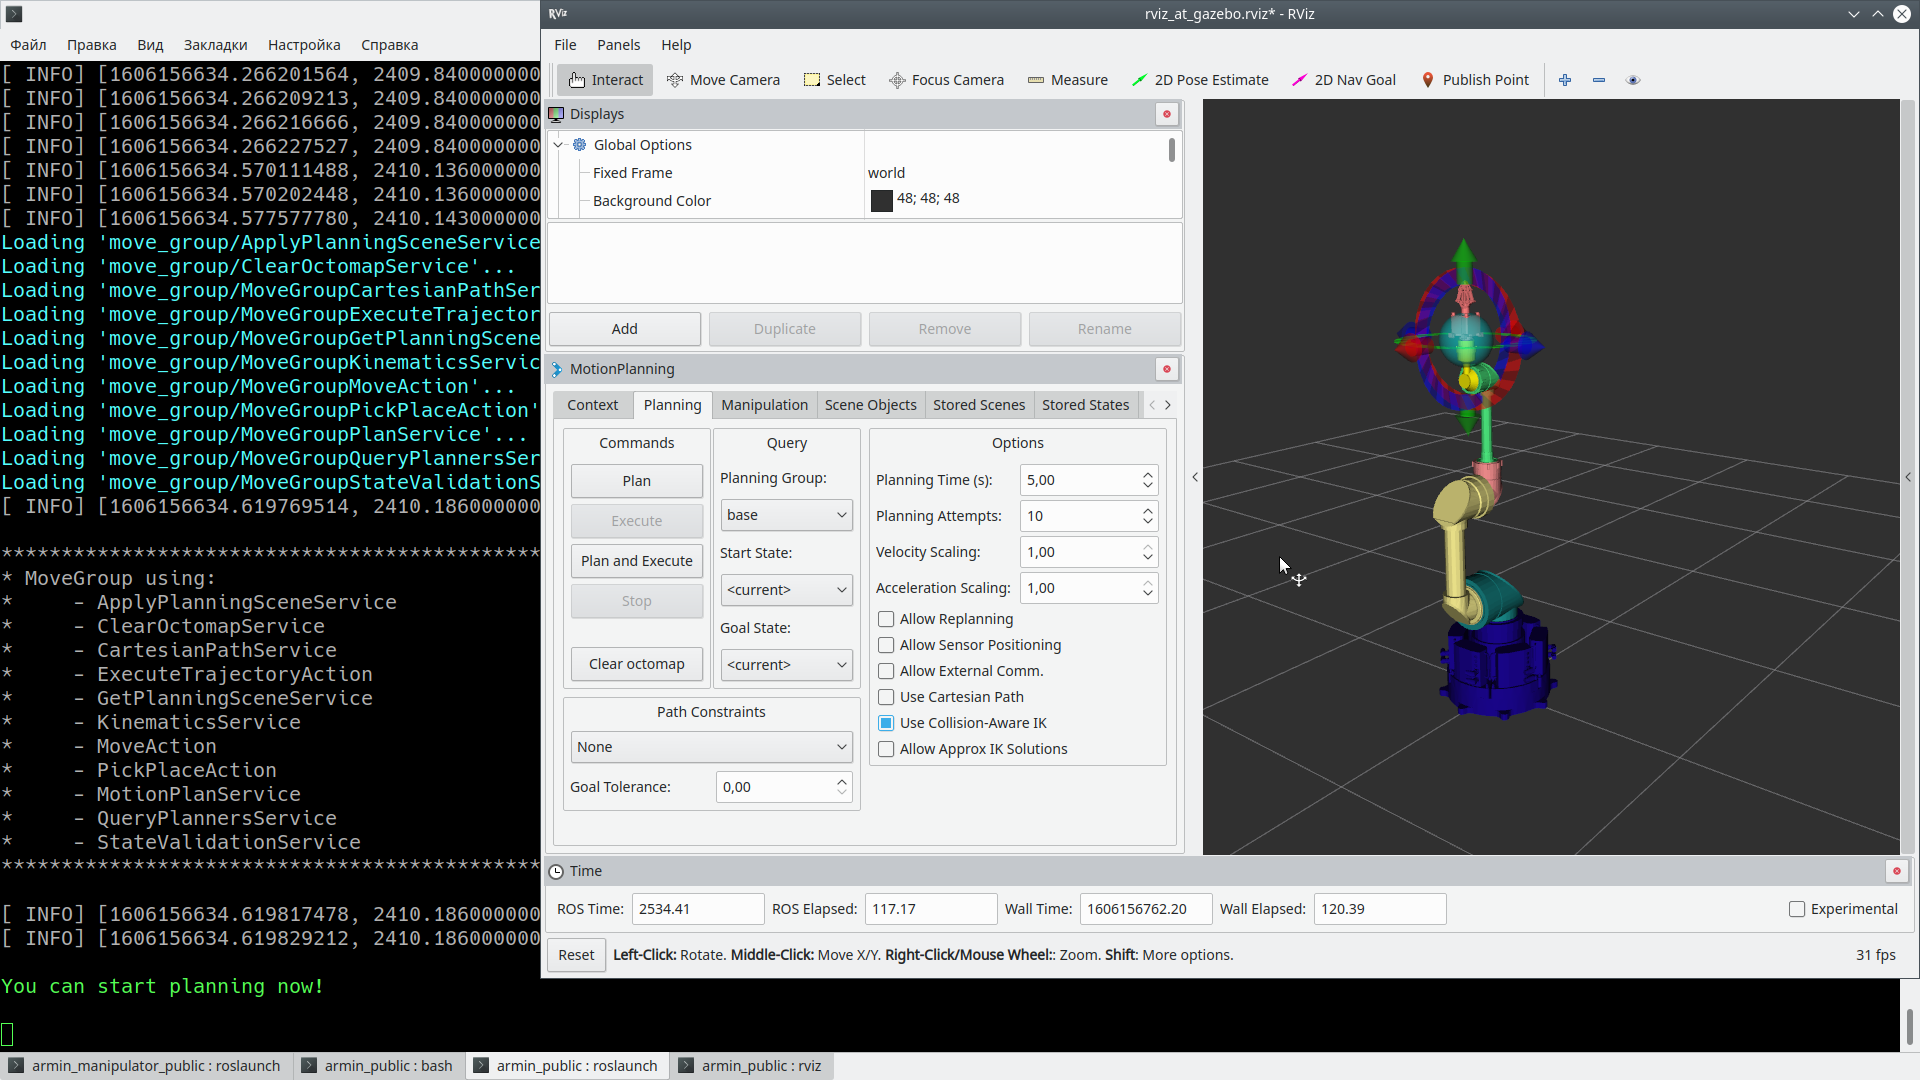 rviz_at_gazebo.rviz* - RViz
Файл Правка Вид Закладки Настройка Справка
[ INFO] [1606156634.266201564, 2409.840000000
[ INFO] [1606156634.266209213, 2409.840000000
[ INFO] [1606156634.266216666, 2409.840000000
[ INFO] [1606156634.266227527, 2409.840000000
[ INFO] [1606156634.570111488, 2410.136000000
[ INFO] [1606156634.570202448, 2410.136000000
[ INFO] [1606156634.577577780, 2410.143000000
Loading 'move_group/ApplyPlanningSceneService
Loading 'move_group/ClearOctomapService'...
Loading 'move_group/MoveGroupCartesianPathSer
Loading 'move_group/MoveGroupExecuteTrajector
Loading 'move_group/MoveGroupGetPlanningScene
Loading 'move_group/MoveGroupKinematicsServic
Loading 'move_group/MoveGroupMoveAction'...
Loading 'move_group/MoveGroupPickPlaceAction'
Loading 'move_group/MoveGroupPlanService'...
Loading 'move_group/MoveGroupQueryPlannersSer
Loading 'move_group/MoveGroupStateValidationS
[ INFO] [1606156634.619769514, 2410.186000000
*********************************************
* MoveGroup using:
*     - ApplyPlanningSceneService
*     - ClearOctomapService
*     - CartesianPathService
*     - ExecuteTrajectoryAction
*     - GetPlanningSceneService
*     - KinematicsService
*     - MoveAction
*     - PickPlaceAction
*     - MotionPlanService
*     - QueryPlannersService
*     - StateValidationService
*********************************************
[ INFO] [1606156634.619817478, 2410.186000000
[ INFO] [1606156634.619829212, 2410.186000000
You can start planning now!
RViz
File Panels Help
Interact Move Camera Select Focus Camera Measure 2D Pose Estimate 2D Nav Goal Publish Point
Displays
Global Options
Fixed Frame world
Background Color 48; 48; 48
Add Duplicate Remove Rename
MotionPlanning
Context Planning Manipulation Scene Objects Stored Scenes Stored States
Commands
Plan
Execute
Plan and Execute
Stop
Clear octomap
Query
Planning Group:
base
Start State:
<current>
Goal State:
<current>
Path Constraints
None
Goal Tolerance: 0,00
Options
Planning Time (s): 5,00
Planning Attempts: 10
Velocity Scaling: 1,00
Acceleration Scaling: 1,00
Allow Replanning
Allow Sensor Positioning
Allow External Comm.
Use Cartesian Path
Use Collision-Aware IK
Allow Approx IK Solutions
Time
ROS Time: 2534.41 ROS Elapsed: 117.17 Wall Time: 1606156762.20 Wall Elapsed: 120.39 Experimental
Reset Left-Click: Rotate. Middle-Click: Move X/Y. Right-Click/Mouse Wheel:: Zoom. Shift: More options. 31 fps
armin_manipulator_public : roslaunch armin_public : bash armin_public : roslaunch armin_public : rviz